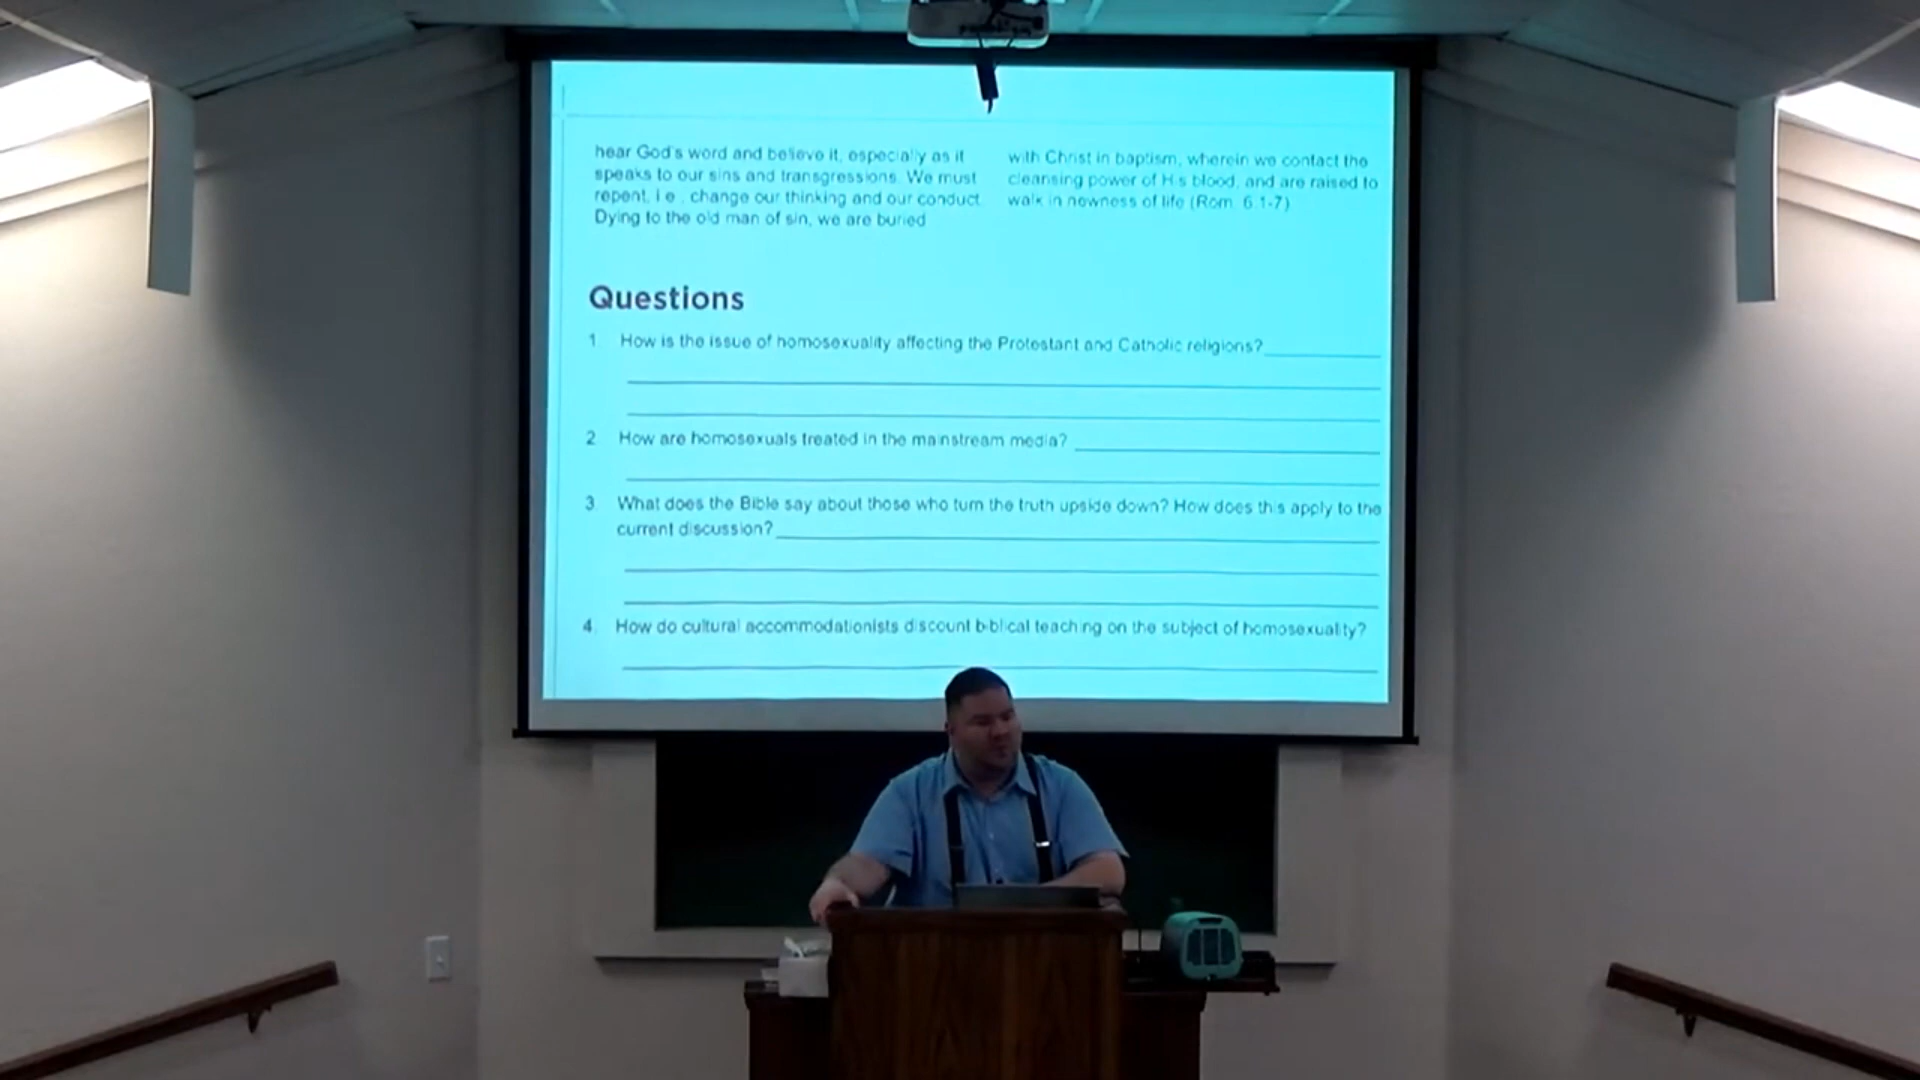 hear God's word and believe it, especially as it
speaks to our sins and transgressions. We must
repent, i.e., change our thinking and our conduct.
Dying to the old man of sin, we are buried
with Christ in baptism, wherein we contact the
cleansing power of His blood, and are raised to
walk in newness of life (Rom. 6:1-7).
Questions
1. How is the issue of homosexuality affecting the Protestant and Catholic religions?
2. How are homosexuals treated in the mainstream media?
3. What does the Bible say about those who turn the truth upside down? How does this apply to the
current discussion?
4. How do cultural accommodationists discount biblical teaching on the subject of homosexuality?